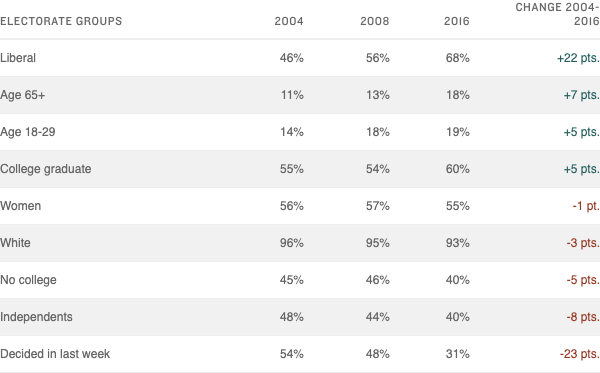 ELECTORATE GROUPS 2004 2008 2016 CHANGE 2004-
2016
Liberal 46% 56% 68% +22 pts.
Age 65+ 11% 13% 18% +7 pts.
Age 18-29 14% 18% 19% +5 pts.
College graduate 55% 54% 60% +5 pts.
Women 56% 57% 55% -1 pt.
White 96% 95% 93% -3 pts.
No college 45% 46% 40% -5 pts.
Independents 48% 44% 40% -8 pts.
Decided in last week 54% 48% 31% -23 pts.